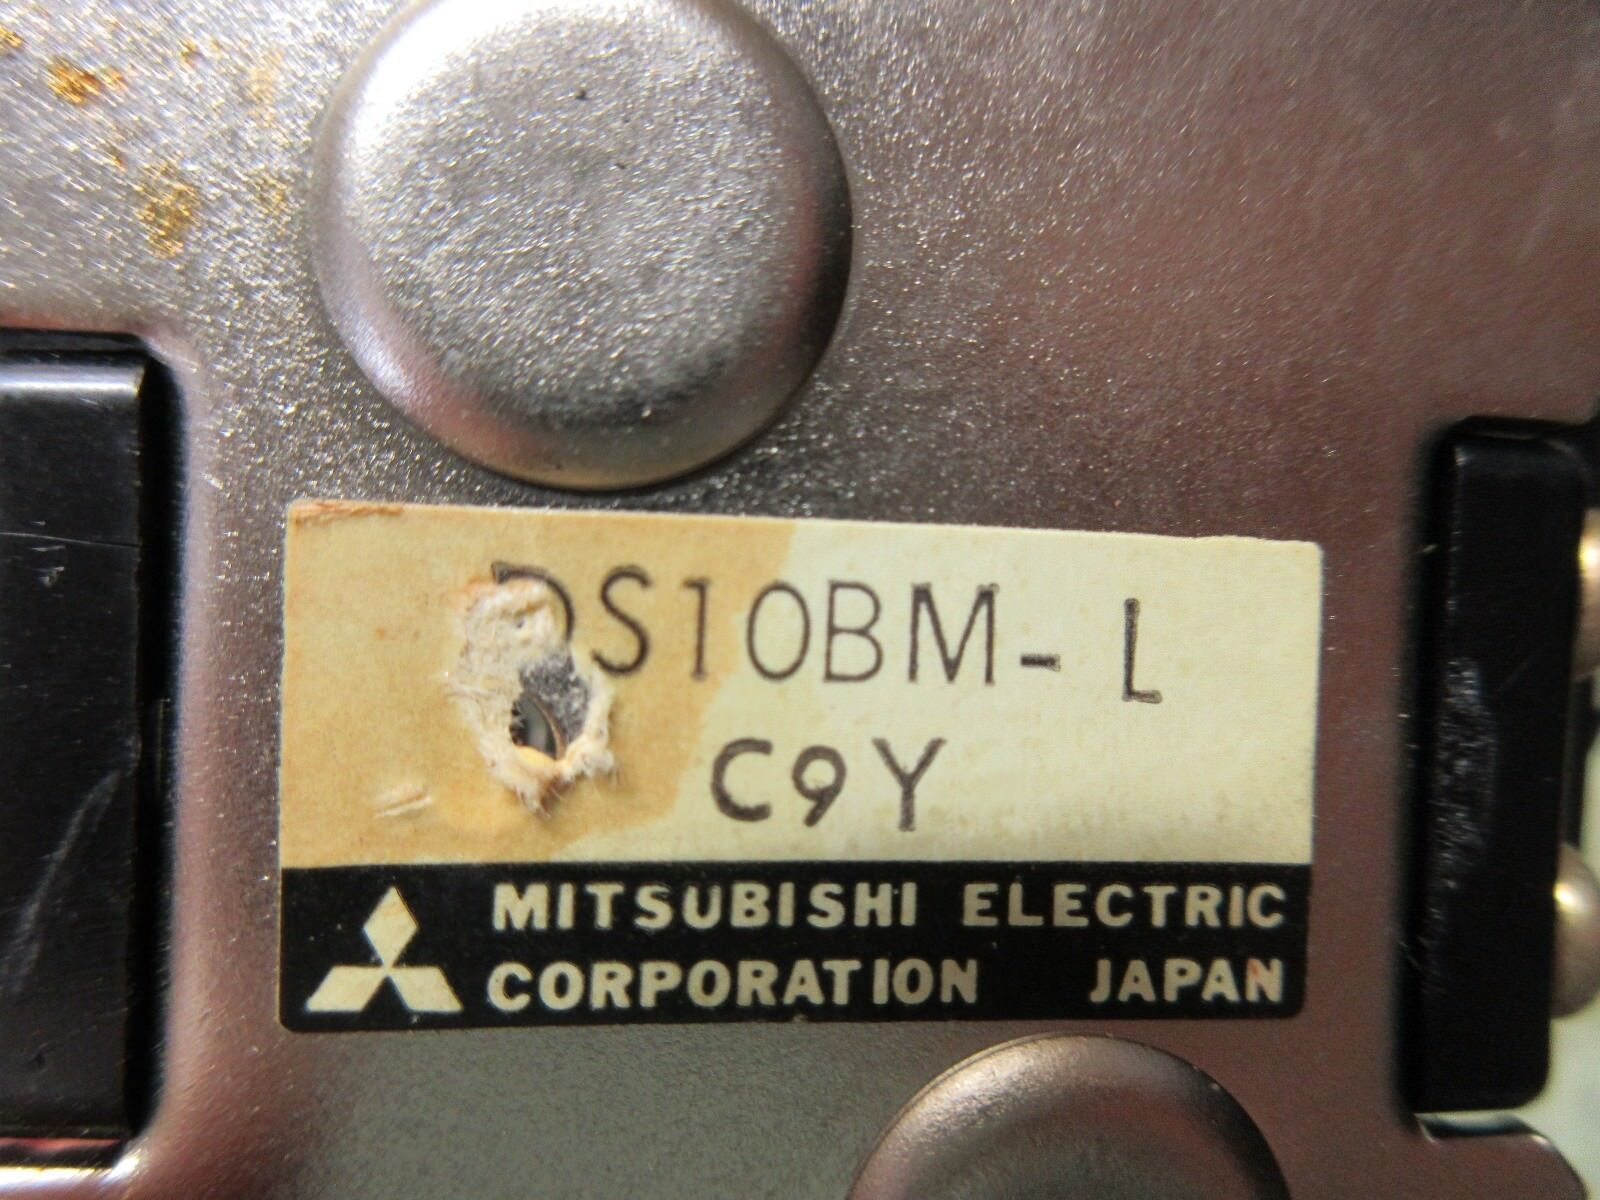 DS10BM-L
C9Y
MITSUBISHI ELECTRIC
CORPORATION JAPAN